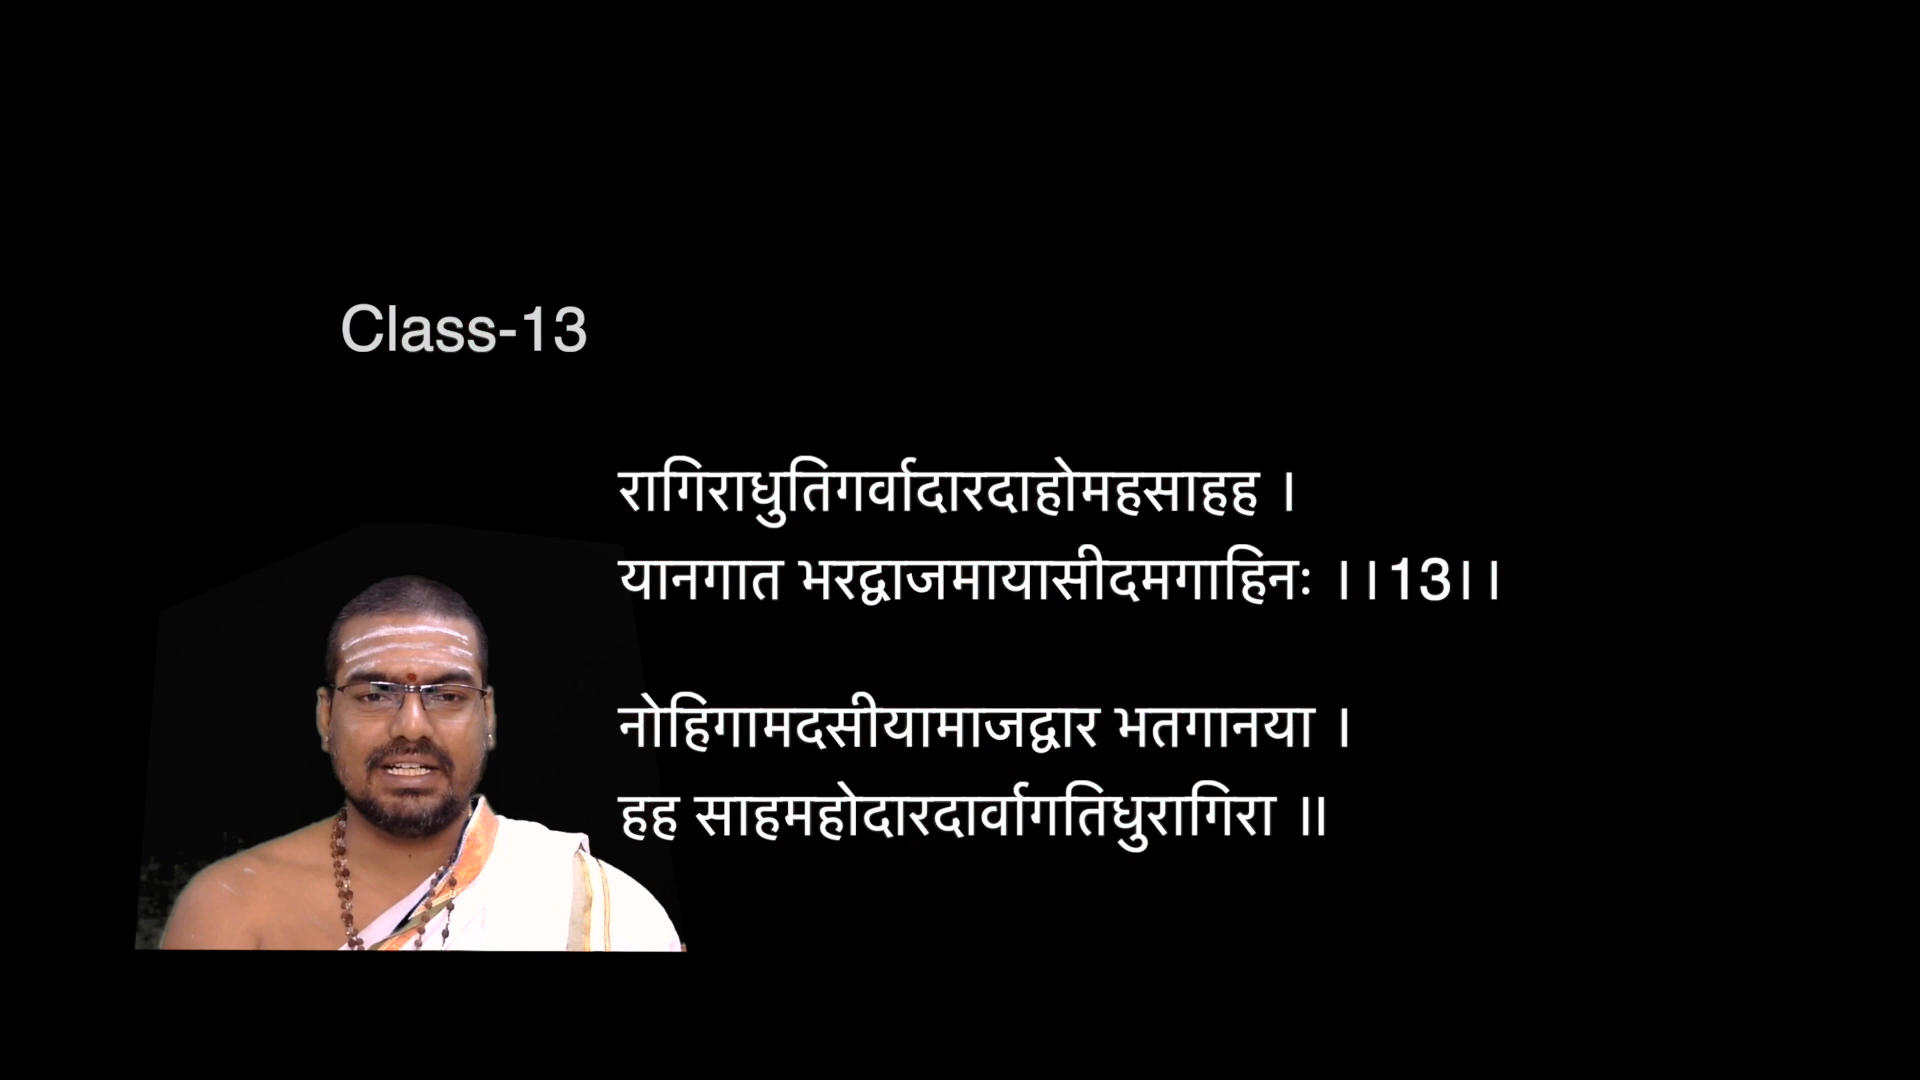 Class-13
रागिराधुतिगर्वादारदाहोमहसाहह ।
यानगात भरद्वाजमायासीदमगाहिनः ।।13।।
नोहिगामदसीयामाजद्वार भतगानया ।
हह साहमहोदारदार्वागतिधुरागिरा ॥